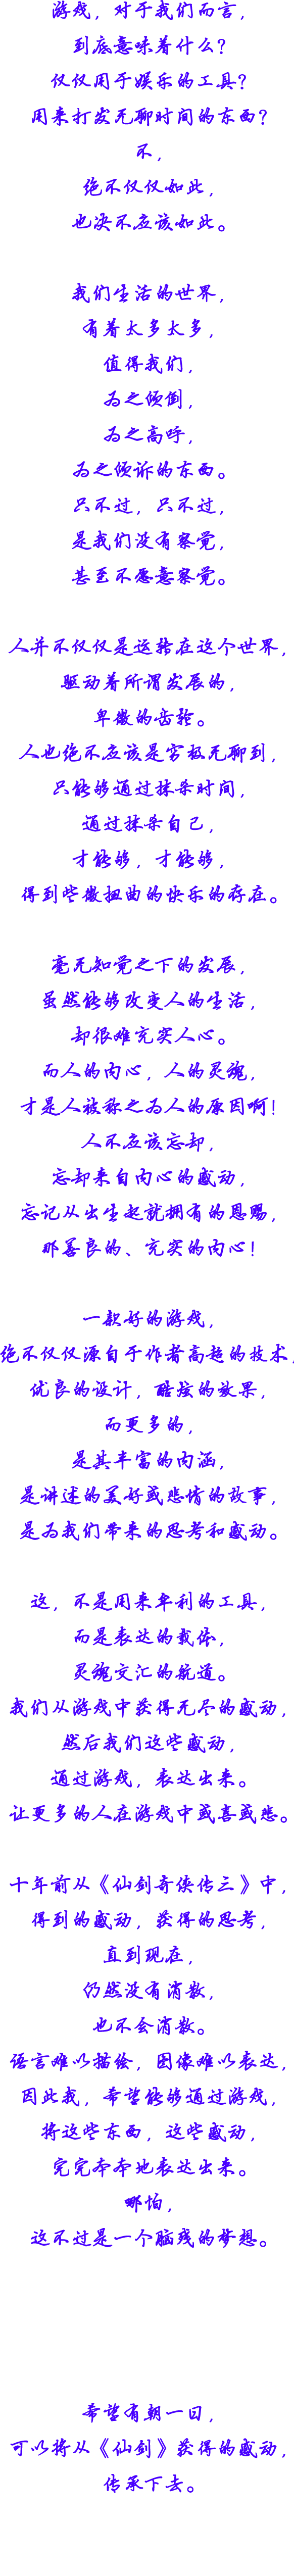 游戏，对于我们而言，
到底意味着什么？
仅仅用于娱乐的工具？
用来打发无聊时间的东西？
不，
绝不仅仅如此，
也决不应该如此。
我们生活的世界，
有着太多太多，
值得我们，
为之倾倒，
为之高呼，
为之倾诉的东西。
只不过，只不过，
是我们没有察觉，
甚至不愿意察觉。
人并不仅仅是运转在这个世界，
驱动着所谓发展的，
卑微的齿轮。
人也绝不应该是穷极无聊到，
只能够通过抹杀时间，
通过抹杀自己，
才能够，才能够，
得到些微扭曲的快乐的存在。
毫无知觉之下的发展，
虽然能够改变人的生活，
却很难充实人心。
而人的内心，人的灵魂，
才是人被称之为人的原因啊！
人不应该忘却，
忘却来自内心的感动，
忘记从出生起就拥有的恩赐，
那善良的、充实的内心！
一款好的游戏，
绝不仅仅源自于作者高超的技术，
优良的设计，酷炫的效果，
而更多的，
是其丰富的内涵，
是讲述的美好或悲情的故事，
是为我们带来的思考和感动。
这，不是用来牟利的工具，
而是表达的载体，
灵魂交汇的航道。
我们从游戏中获得无尽的感动，
然后我们这些感动，
通过游戏，表达出来。
让更多的人在游戏中或喜或悲。
十年前从《仙剑奇侠传三》中，
得到的感动，获得的思考，
直到现在，
仍然没有消散，
也不会消散。
语言难以描绘，图像难以表达，
因此我，希望能够通过游戏，
将这些东西，这些感动，
完完本本地表达出来。
哪怕，
这不过是一个脑残的梦想。
希望有朝一日，
可以将从《仙剑》获得的感动，
传承下去。